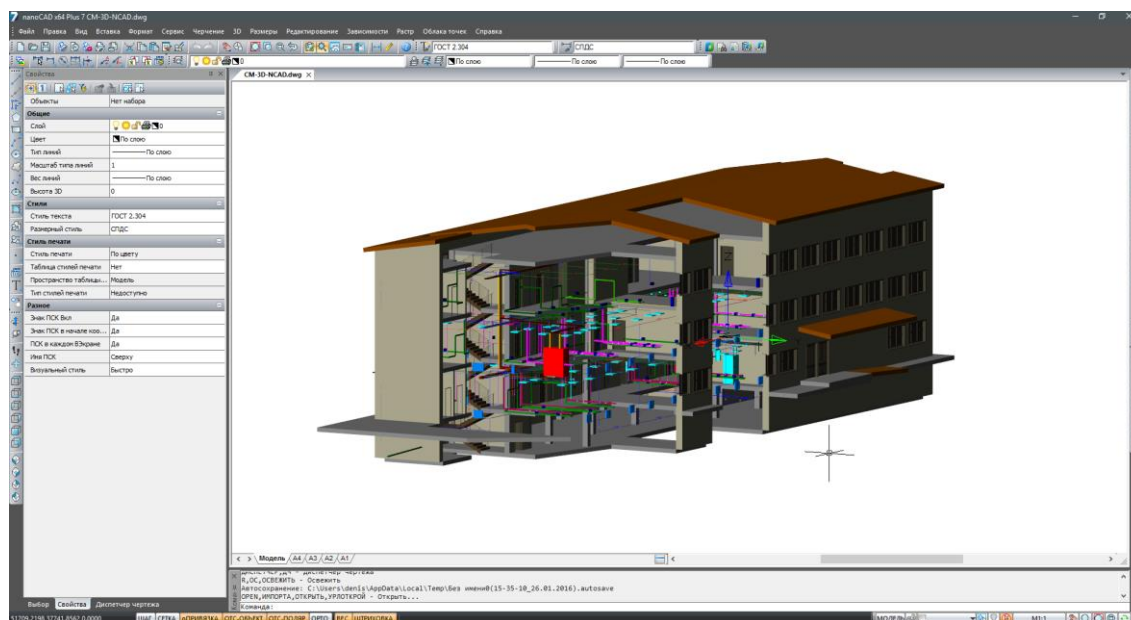 nanoCAD x64 Plus 7 CM-3D-NCAD.dwg
Файл Правка Вид Вставка Формат Сервис Черчение 3D Размеры Редактирование Зависимости Растр Облака точек Справка
ГОСТ 2.304 СПДС
0 По слою По слою По слою
Свойства
CM-3D-NCAD.dwg
Объекты Нет набора
Общие
Слой 0
Цвет По слою
Тип линий По слою
Масштаб типа линий 1
Вес линий По слою
Высота 3D 0
Стили
Стиль текста ГОСТ 2.304
Размерный стиль СПДС
Стиль печати
Стиль печати По цвету
Таблица стилей печати Нет
Пространство таблицы... Модель
Тип стилей печати Недоступно
Разное
Знак ПСК Вкл Да
Знак ПСК в начале коо... Да
ПСК в каждом ВЭкране Да
Имя ПСК Сверху
Визуальный стиль Быстро
Модель A4 A3 A2 A1
R,ОС,ОСВЕЖИТЬ - Освежить
Автосохранение: C:\Users\denis\AppData\Local\Temp\Без имени0(15-35-10_26.01.2016).autosave
OPEN,ИМПОРТА,ОТКРЫТЬ,УРЛОТКРОЙ - Открыть...
Команда:
Выбор Свойства Диспетчер чертежа
ШАГ СЕТКА оПРИВЯЗКА ОТС-ОБЪЕКТ ОТС-ПОЛЯР ОРТО ВЕС ШТРИХОВКА МОДЕЛЬ М1:1